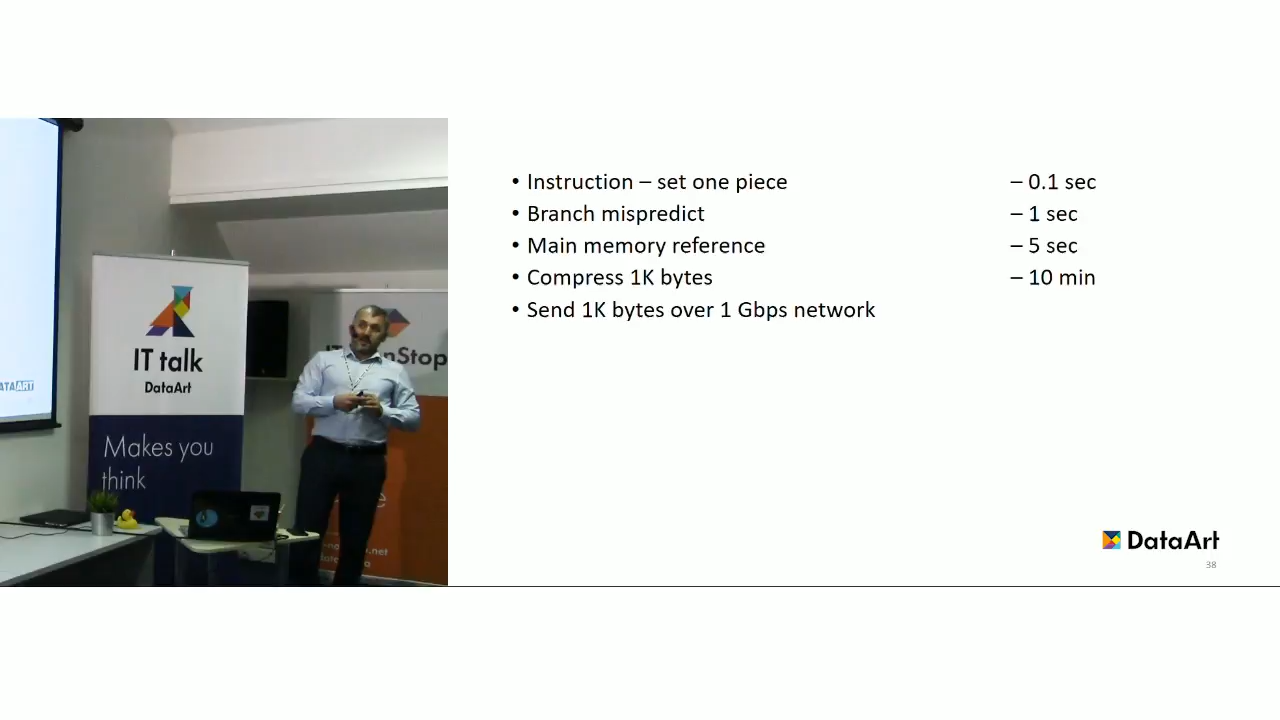 • Instruction – set one piece – 0.1 sec
• Branch mispredict – 1 sec
• Main memory reference – 5 sec
• Compress 1K bytes – 10 min
• Send 1K bytes over 1 Gbps network
DataArt
38
IT talk
DataArt
Makes you
think
DATAART